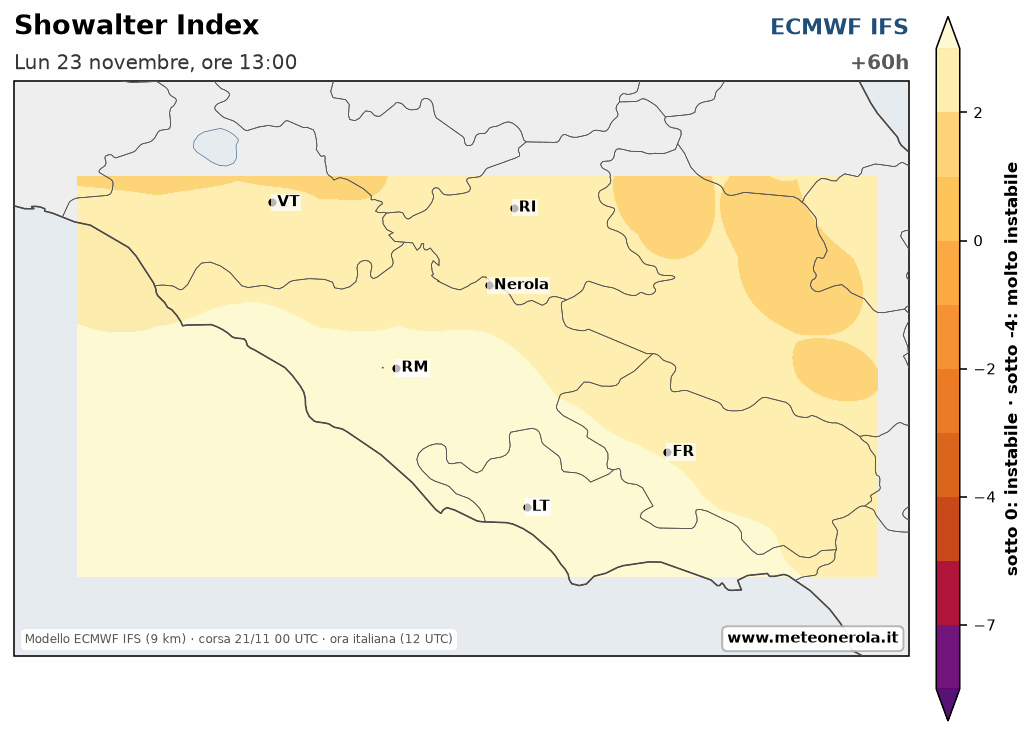 Showalter Index
ECMWF IFS
Lun 23 novembre, ore 13:00
+60h
VT
RI
Nerola
RM
FR
LT
2
0
−2
−4
−7
sotto 0: instabile · sotto -4: molto instabile
Modello ECMWF IFS (9 km) · corsa 21/11 00 UTC · ora italiana (12 UTC)
www.meteonerola.it